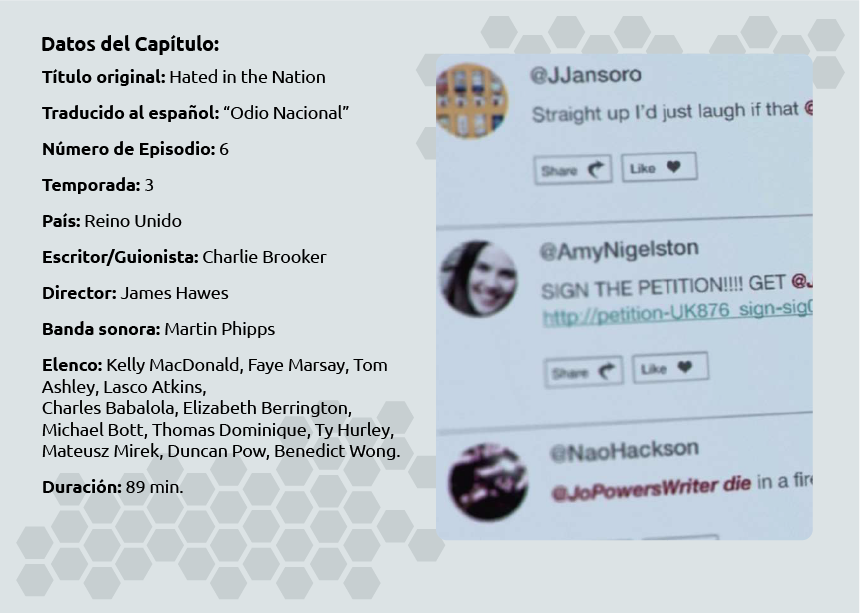 Datos del Capítulo:
Título original: Hated in the Nation
Traducido al español: “Odio Nacional”
Número de Episodio: 6
Temporada: 3
País: Reino Unido
Escritor/Guionista: Charlie Brooker
Director: James Hawes
Banda sonora: Martin Phipps
Elenco: Kelly MacDonald, Faye Marsay, Tom
Ashley, Lasco Atkins,
Charles Babalola, Elizabeth Berrington,
Michael Bott, Thomas Dominique, Ty Hurley,
Mateusz Mirek, Duncan Pow, Benedict Wong.
Duración: 89 min.
@JJansoro
Straight up I’d just laugh if that @
Share Like
@AmyNigelston
SIGN THE PETITION!!!! GET @J
http://petition-UK876_sign-sig
Share Like
@NaoHackson
@JoPowersWriter die in a fire